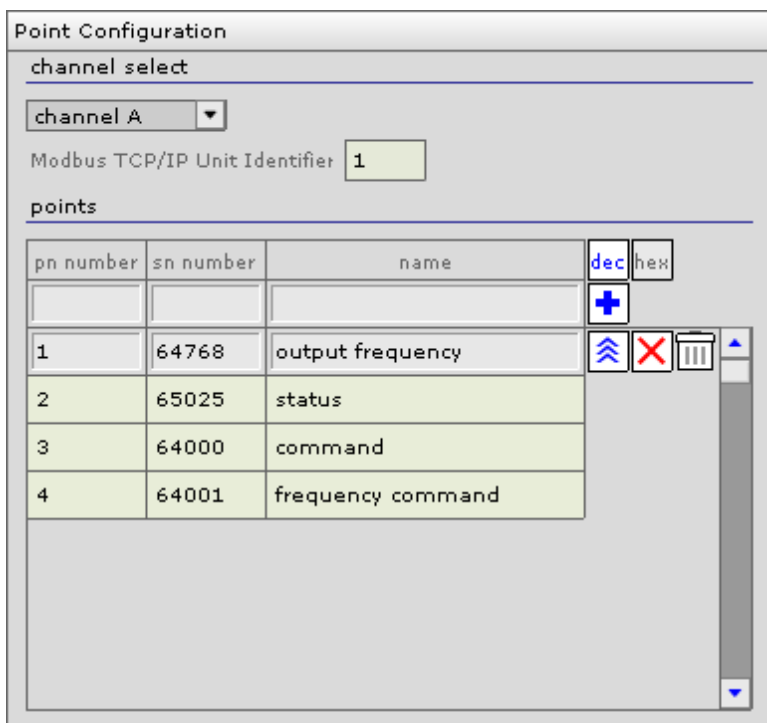 Point Configuration
channel select
channel A
Modbus TCP/IP Unit Identifier 1
points
pn number sn number name dec hex
1 64768 output frequency
2 65025 status
3 64000 command
4 64001 frequency command